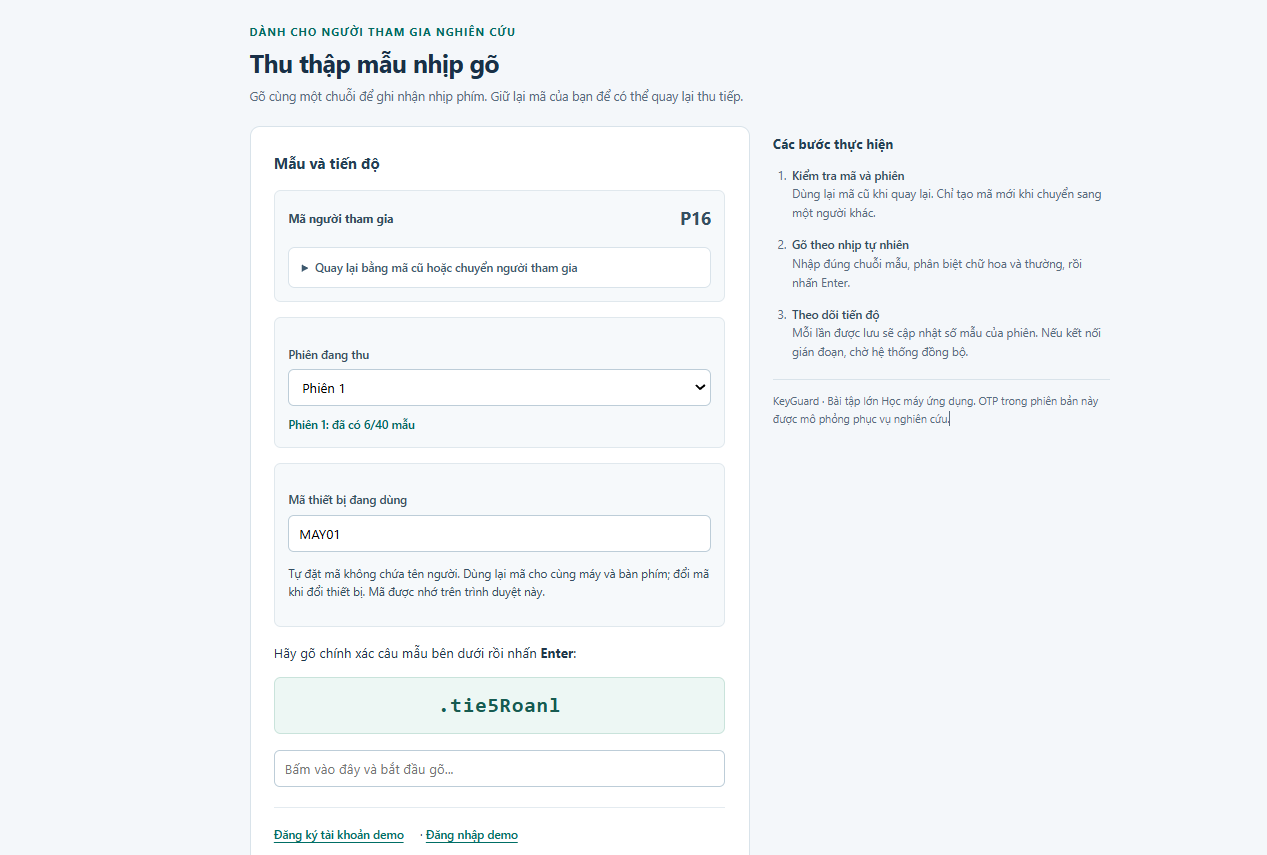 DÀNH CHO NGƯỜI THAM GIA NGHIÊN CỨU
Thu thập mẫu nhịp gõ
Gõ cùng một chuỗi để ghi nhận nhịp phím. Giữ lại mã của bạn để có thể quay lại thu tiếp.
Mẫu và tiến độ
Mã người tham gia
P16
▶ Quay lại bằng mã cũ hoặc chuyển người tham gia
Phiên đang thu
Phiên 1
Phiên 1: đã có 6/40 mẫu
Mã thiết bị đang dùng
MAY01
Tự đặt mã không chứa tên người. Dùng lại mã cho cùng máy và bàn phím; đổi mã
khi đổi thiết bị. Mã được nhớ trên trình duyệt này.
Hãy gõ chính xác câu mẫu bên dưới rồi nhấn Enter:
.tie5Roanl
Bấm vào đây và bắt đầu gõ...
Đăng ký tài khoản demo · Đăng nhập demo
Các bước thực hiện
1. Kiểm tra mã và phiên
Dùng lại mã cũ khi quay lại. Chỉ tạo mã mới khi chuyển sang
một người khác.
2. Gõ theo nhịp tự nhiên
Nhập đúng chuỗi mẫu, phân biệt chữ hoa và thường, rồi
nhấn Enter.
3. Theo dõi tiến độ
Mỗi lần được lưu sẽ cập nhật số mẫu của phiên. Nếu kết nối
gián đoạn, chờ hệ thống đồng bộ.
KeyGuard · Bài tập lớn Học máy ứng dụng. OTP trong phiên bản này
được mô phỏng phục vụ nghiên cứu.